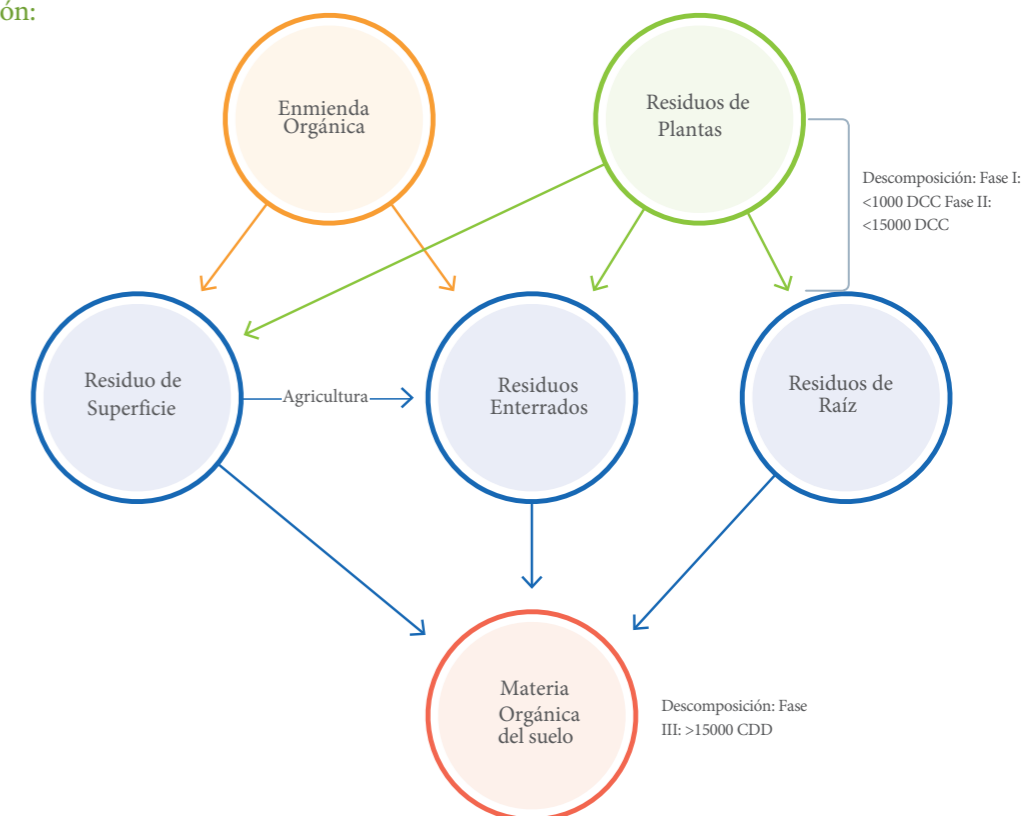 ón:
Enmienda
Orgánica
Residuos de
Plantas
Descomposición: Fase I:
<1000 DCC Fase II:
<15000 DCC
Residuo de
Superficie
Agricultura
Residuos
Enterrados
Residuos de
Raíz
Materia
Orgánica
del suelo
Descomposición: Fase
III: >15000 CDD